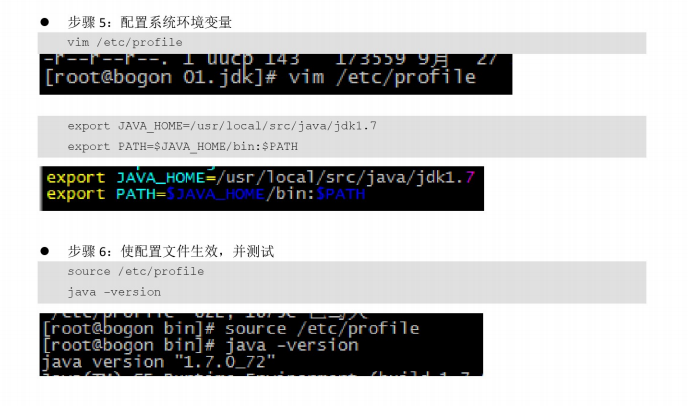 ● 步骤 5：配置系统环境变量
vim /etc/profile
-r--r--r--. 1 uucp 143 173559 9月 27
[root@bogon 01.jdk]# vim /etc/profile
export JAVA_HOME=/usr/local/src/java/jdk1.7
export PATH=$JAVA_HOME/bin:$PATH
export JAVA_HOME=/usr/local/src/java/jdk1.7
export PATH=$JAVA_HOME/bin:$PATH
● 步骤 6：使配置文件生效，并测试
source /etc/profile
java –version
[root@bogon bin]# source /etc/profile
[root@bogon bin]# java -version
java version "1.7.0_72"